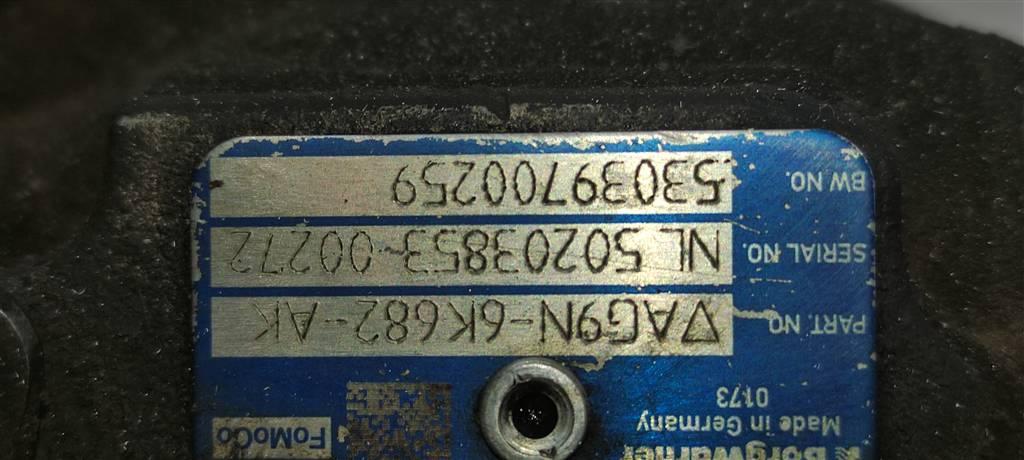 BorgWarner
Made in Germany
0173
FoMoCo
PART. NO. ∇AG9N-6K682-AK
SERIAL NO. NL 50203853-00272
BW NO. 53039700259